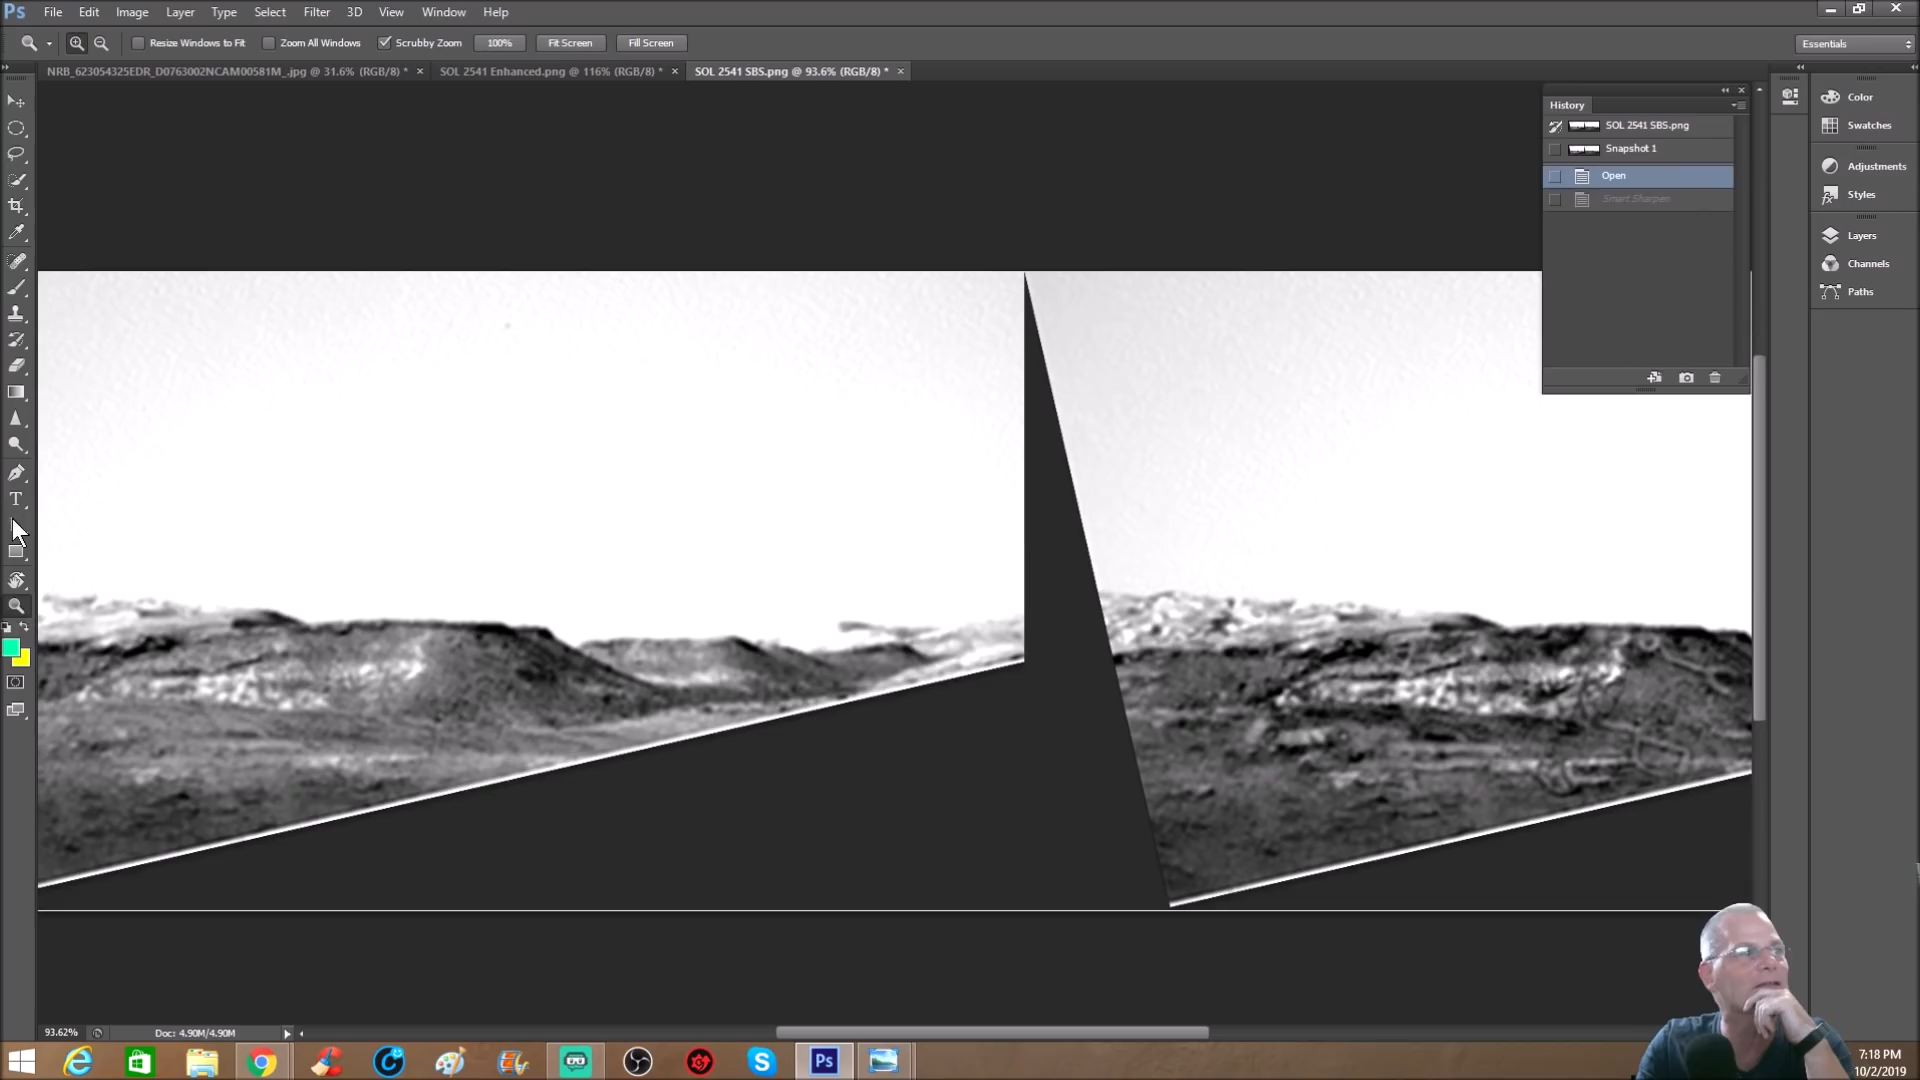 Ps File Edit Image Layer Type Select Filter 3D View Window Help
Resize Windows to Fit Zoom All Windows Scrubby Zoom 100% Fit Screen Fill Screen Essentials
NRB_623054325EDR_D0763002NCAM00581M_.jpg @ 31.6% (RGB/8) * × SOL 2541 Enhanced.png @ 116% (RGB/8) * × SOL 2541 SBS.png @ 93.6% (RGB/8) * ×
History
SOL 2541 SBS.png
Snapshot 1
Open
Smart Sharpen
Color
Swatches
Adjustments
Styles
Layers
Channels
Paths
T
93.62% Doc: 4.90M/4.90M
Ps
7:18 PM
10/2/2019